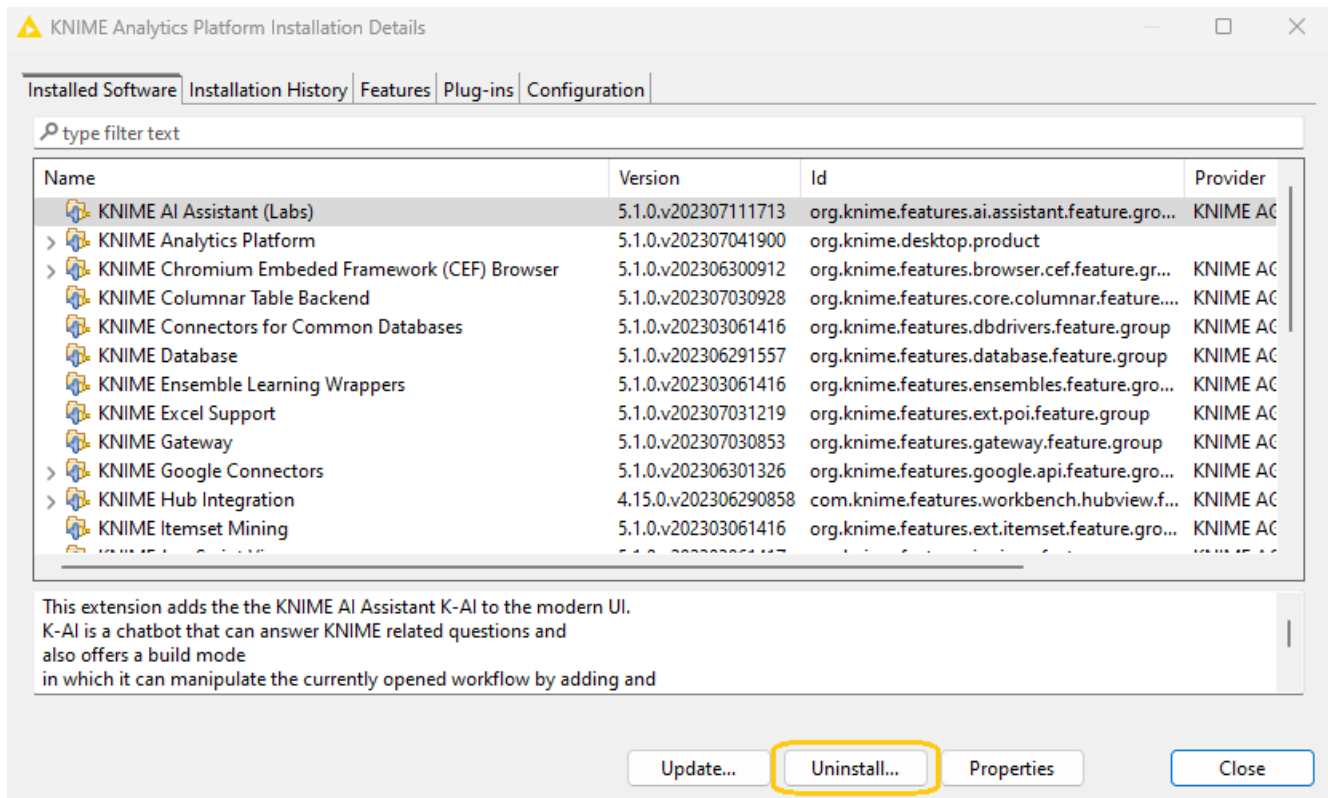 KNIME Analytics Platform Installation Details
Installed Software Installation History Features Plug-ins Configuration
type filter text
Name Version Id Provider
KNIME AI Assistant (Labs) 5.1.0.v202307111713 org.knime.features.ai.assistant.feature.gro... KNIME AG
KNIME Analytics Platform 5.1.0.v202307041900 org.knime.desktop.product
KNIME Chromium Embeded Framework (CEF) Browser 5.1.0.v202306300912 org.knime.features.browser.cef.feature.gr... KNIME AG
KNIME Columnar Table Backend 5.1.0.v202307030928 org.knime.features.core.columnar.feature.... KNIME AG
KNIME Connectors for Common Databases 5.1.0.v202303061416 org.knime.features.dbdrivers.feature.group KNIME AG
KNIME Database 5.1.0.v202306291557 org.knime.features.database.feature.group KNIME AG
KNIME Ensemble Learning Wrappers 5.1.0.v202303061416 org.knime.features.ensembles.feature.gro... KNIME AG
KNIME Excel Support 5.1.0.v202307031219 org.knime.features.ext.poi.feature.group KNIME AG
KNIME Gateway 5.1.0.v202307030853 org.knime.features.gateway.feature.group KNIME AG
KNIME Google Connectors 5.1.0.v202306301326 org.knime.features.google.api.feature.gro... KNIME AG
KNIME Hub Integration 4.15.0.v202306290858 com.knime.features.workbench.hubview.f... KNIME AG
KNIME Itemset Mining 5.1.0.v202303061416 org.knime.features.ext.itemset.feature.gro... KNIME AG
This extension adds the the KNIME AI Assistant K-AI to the modern UI.
K-AI is a chatbot that can answer KNIME related questions and
also offers a build mode
in which it can manipulate the currently opened workflow by adding and
Update... Uninstall... Properties Close